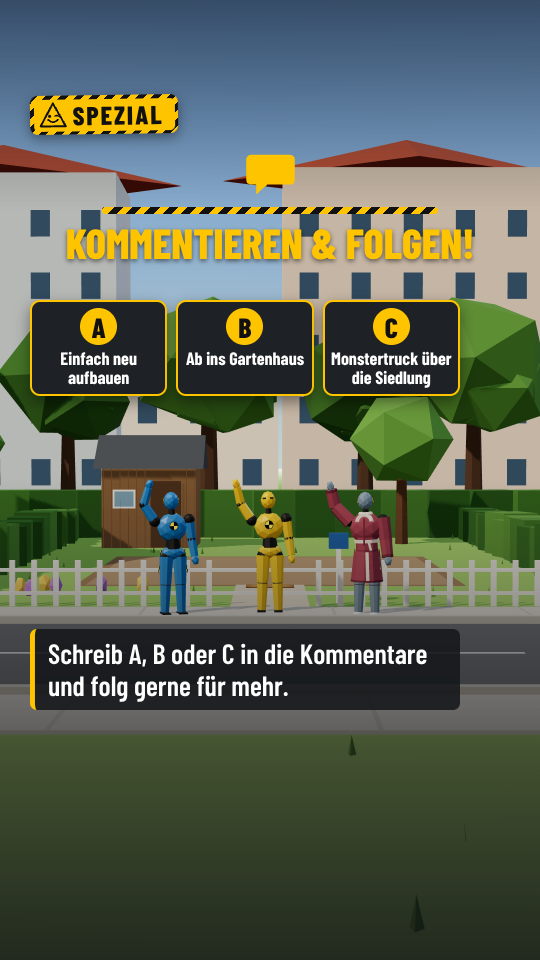 SPEZIAL
KOMMENTIEREN & FOLGEN!
A
Einfach neu
aufbauen
B
Ab ins Gartenhaus
C
Monstertruck über
die Siedlung
Schreib A, B oder C in die Kommentare
und folg gerne für mehr.